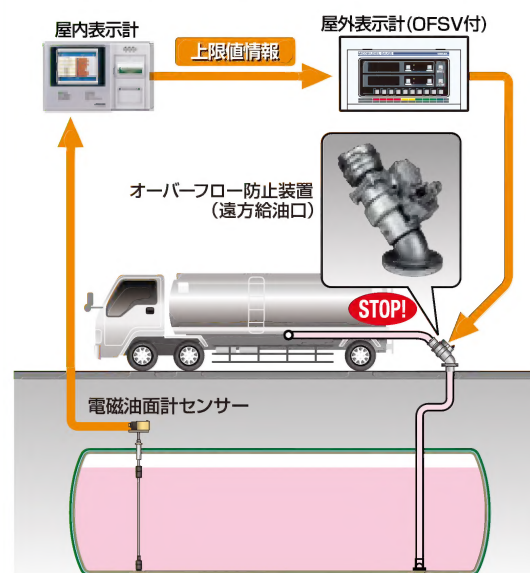 屋内表示計
上限値情報
屋外表示計(OFSV付)
オーバーフロー防止装置
(遠方給油口)
STOP!
電磁油面計センサー